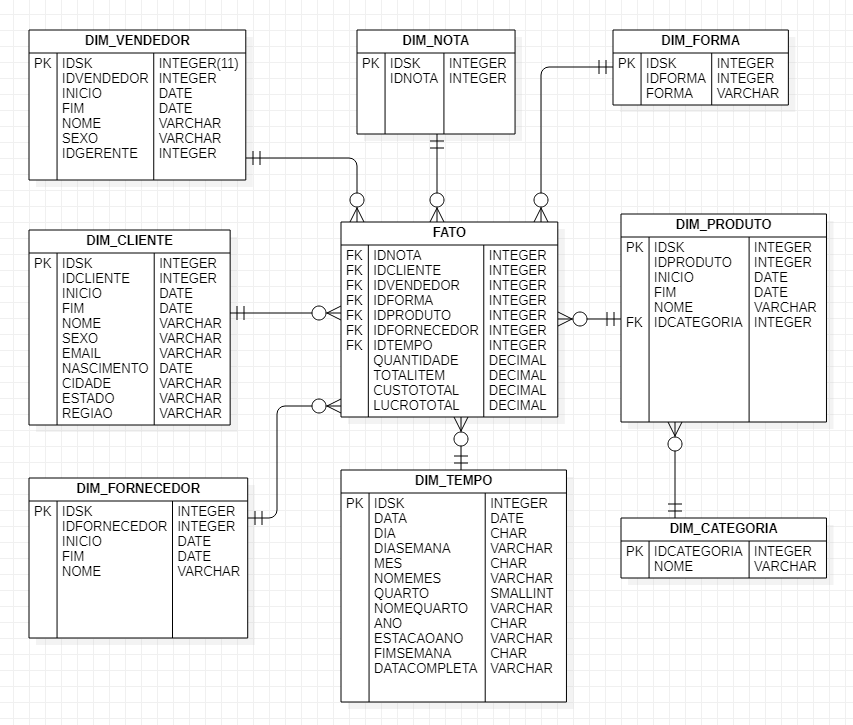 DIM_VENDEDOR
PK IDSK INTEGER(11)
IDVENDEDOR INTEGER
INICIO DATE
FIM DATE
NOME VARCHAR
SEXO VARCHAR
IDGERENTE INTEGER
DIM_NOTA
PK IDSK INTEGER
IDNOTA INTEGER
DIM_FORMA
PK IDSK INTEGER
IDFORMA INTEGER
FORMA VARCHAR
DIM_CLIENTE
PK IDSK INTEGER
IDCLIENTE INTEGER
INICIO DATE
FIM DATE
NOME VARCHAR
SEXO VARCHAR
EMAIL VARCHAR
NASCIMENTO DATE
CIDADE VARCHAR
ESTADO VARCHAR
REGIAO VARCHAR
FATO
FK IDNOTA INTEGER
FK IDCLIENTE INTEGER
FK IDVENDEDOR INTEGER
FK IDFORMA INTEGER
FK IDPRODUTO INTEGER
FK IDFORNECEDOR INTEGER
FK IDTEMPO INTEGER
QUANTIDADE DECIMAL
TOTALITEM DECIMAL
CUSTOTOTAL DECIMAL
LUCROTOTAL DECIMAL
DIM_PRODUTO
PK IDSK INTEGER
IDPRODUTO INTEGER
INICIO DATE
FIM DATE
NOME VARCHAR
FK IDCATEGORIA INTEGER
DIM_FORNECEDOR
PK IDSK INTEGER
IDFORNECEDOR INTEGER
INICIO DATE
FIM DATE
NOME VARCHAR
DIM_TEMPO
PK IDSK INTEGER
DATA DATE
DIA CHAR
DIASEMANA VARCHAR
MES CHAR
NOMEMES VARCHAR
QUARTO SMALLINT
NOMEQUARTO VARCHAR
ANO CHAR
ESTACAOANO VARCHAR
FIMSEMANA CHAR
DATACOMPLETA VARCHAR
DIM_CATEGORIA
PK IDCATEGORIA INTEGER
NOME VARCHAR